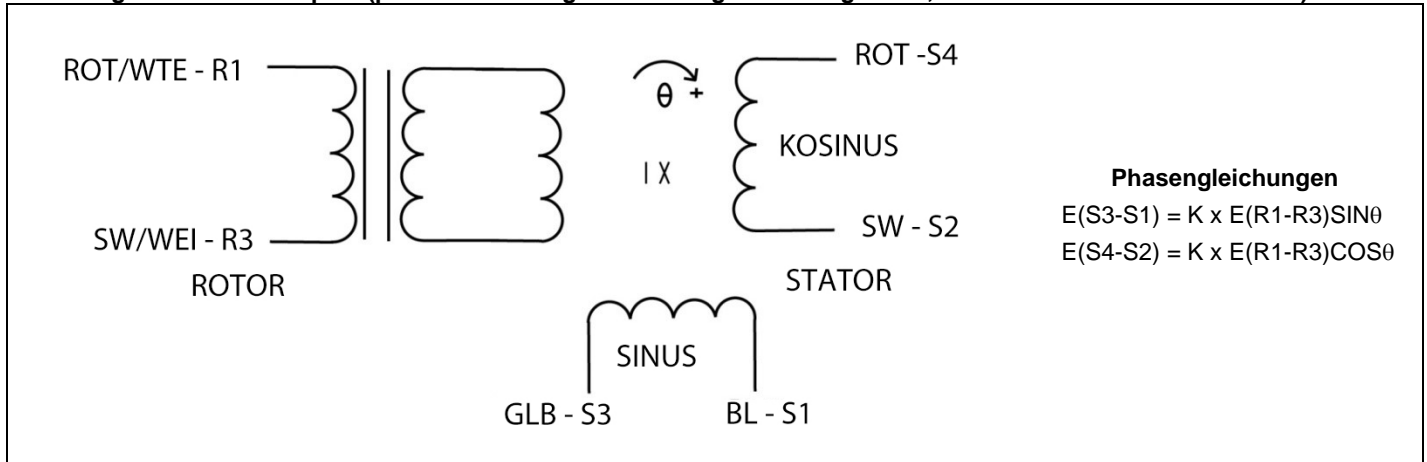 ROT/WTE - R1
SW/WEI - R3
ROTOR
θ +
1 X
ROT -S4
KOSINUS
SW - S2
STATOR
SINUS
GLB - S3
BL - S1
Phasengleichungen
E(S3-S1) = K x E(R1-R3)SINθ
E(S4-S2) = K x E(R1-R3)COSθ